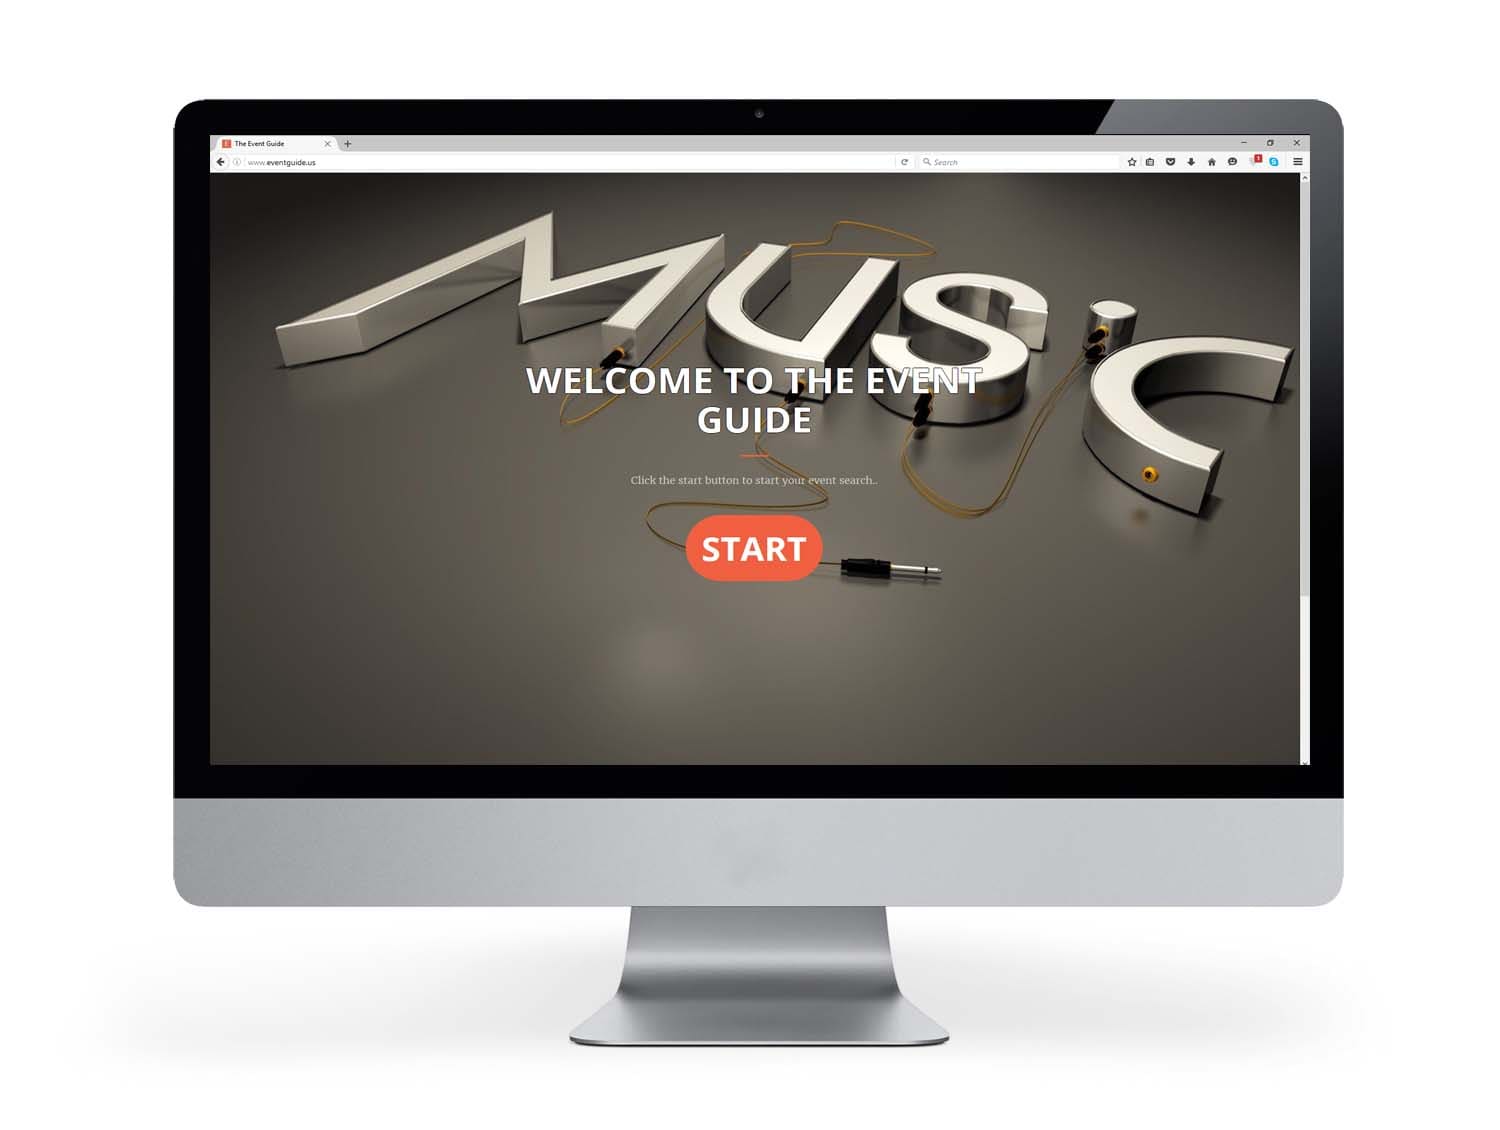 The Event Guide
www.eventguide.us
Search
1
MUSiC
WELCOME TO THE EVENT
GUIDE
Click the start button to start your event search..
START